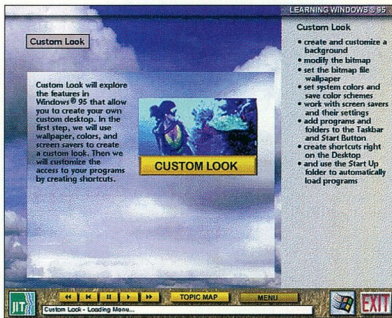 LEARNING WINDOWS ® 95
Custom Look
Custom Look will explore
the features in
Windows® 95 that allow
you to create your own
custom desktop. In the
first step, we will use
wallpaper, colors, and
screen savers to create
a custom look. Then we
will customize the
access to your programs
by creating shortcuts.
CUSTOM LOOK
Custom Look
• create and customize a
background
• modify the bitmap
• set the bitmap file
wallpaper
• set system colors and
save color schemes
• work with screen savers
and their settings
• add programs and
folders to the Taskbar
and Start Button
• create shortcuts right
on the Desktop
• and use the Start Up
folder to automatically
load programs
JIT
TOPIC MAP
MENU
Custom Look - Loading Menu...
EXIT